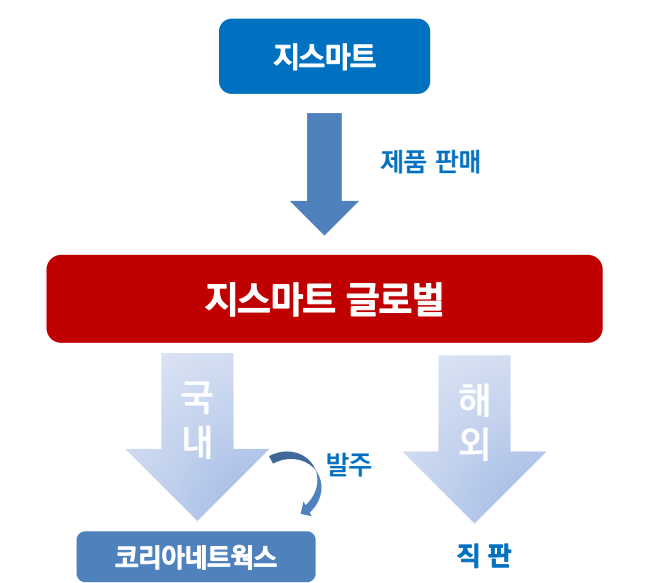 지스마트
제품 판매
지스마트 글로벌
국내
해외
발주
코리아네트웍스
직 판